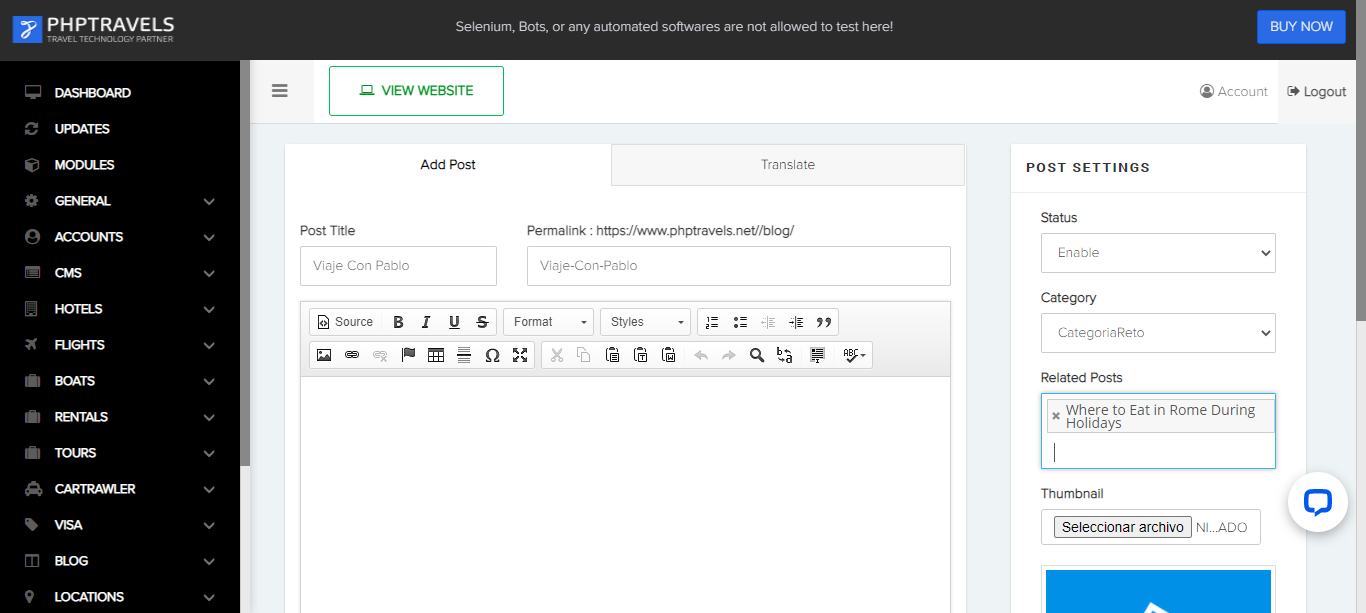 PHPTRAVELS
TRAVEL TECHNOLOGY PARTNER
Selenium, Bots, or any automated softwares are not allowed to test here!
BUY NOW
DASHBOARD
UPDATES
MODULES
GENERAL
ACCOUNTS
CMS
HOTELS
FLIGHTS
BOATS
RENTALS
TOURS
CARTRAWLER
VISA
BLOG
LOCATIONS
VIEW WEBSITE
Account
Logout
Add Post
Translate
Post Title
Permalink : https://www.phptravels.net//blog/
Viaje Con Pablo
Viaje-Con-Pablo
Source B I U S Format Styles
ABC
POST SETTINGS
Status
Enable
Category
CategoriaReto
Related Posts
× Where to Eat in Rome During
Holidays
Thumbnail
Seleccionar archivo NI...ADO